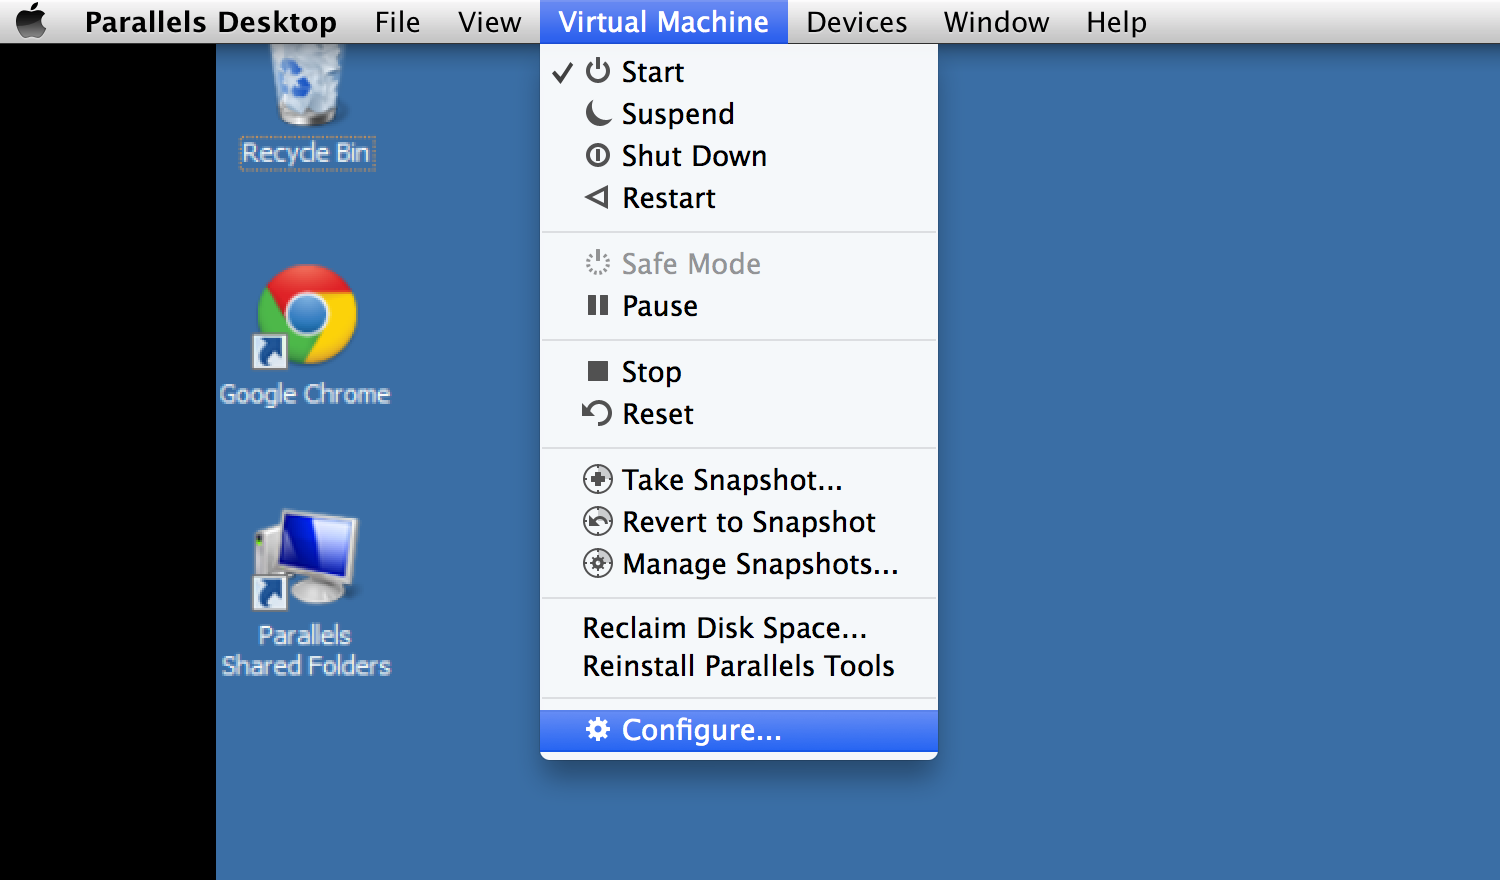 Parallels Desktop File View Virtual Machine Devices Window Help
Start
Suspend
Shut Down
Restart
Safe Mode
Pause
Stop
Reset
Take Snapshot...
Revert to Snapshot
Manage Snapshots...
Reclaim Disk Space...
Reinstall Parallels Tools
Configure...
Recycle Bin
Google Chrome
Parallels
Shared Folders